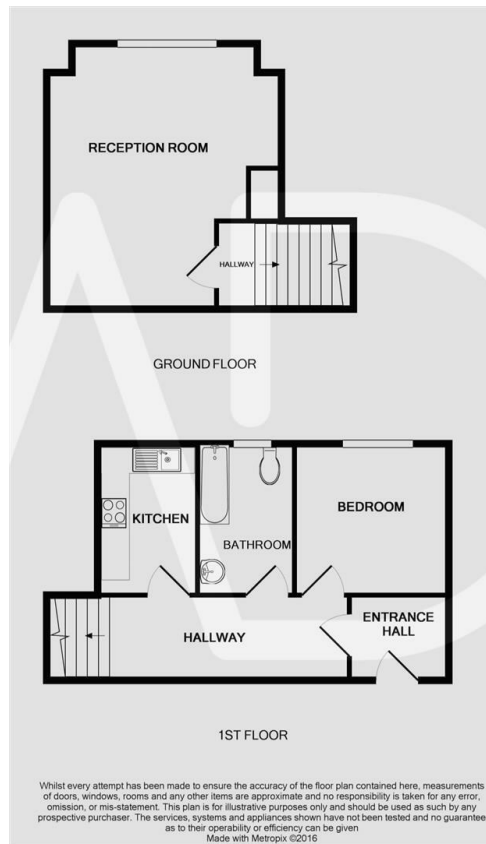 RECEPTION ROOM
HALLWAY
GROUND FLOOR
KITCHEN
BATHROOM
BEDROOM
HALLWAY
ENTRANCE
HALL
1ST FLOOR
Whilst every attempt has been made to ensure the accuracy of the floor plan contained here, measurements
of doors, windows, rooms and any other items are approximate and no responsibility is taken for any error,
omission, or mis-statement. This plan is for illustrative purposes only and should be used as such by any
prospective purchaser. The services, systems and appliances shown have not been tested and no guarantee
as to their operability or efficiency can be given
Made with Metropix ©2016